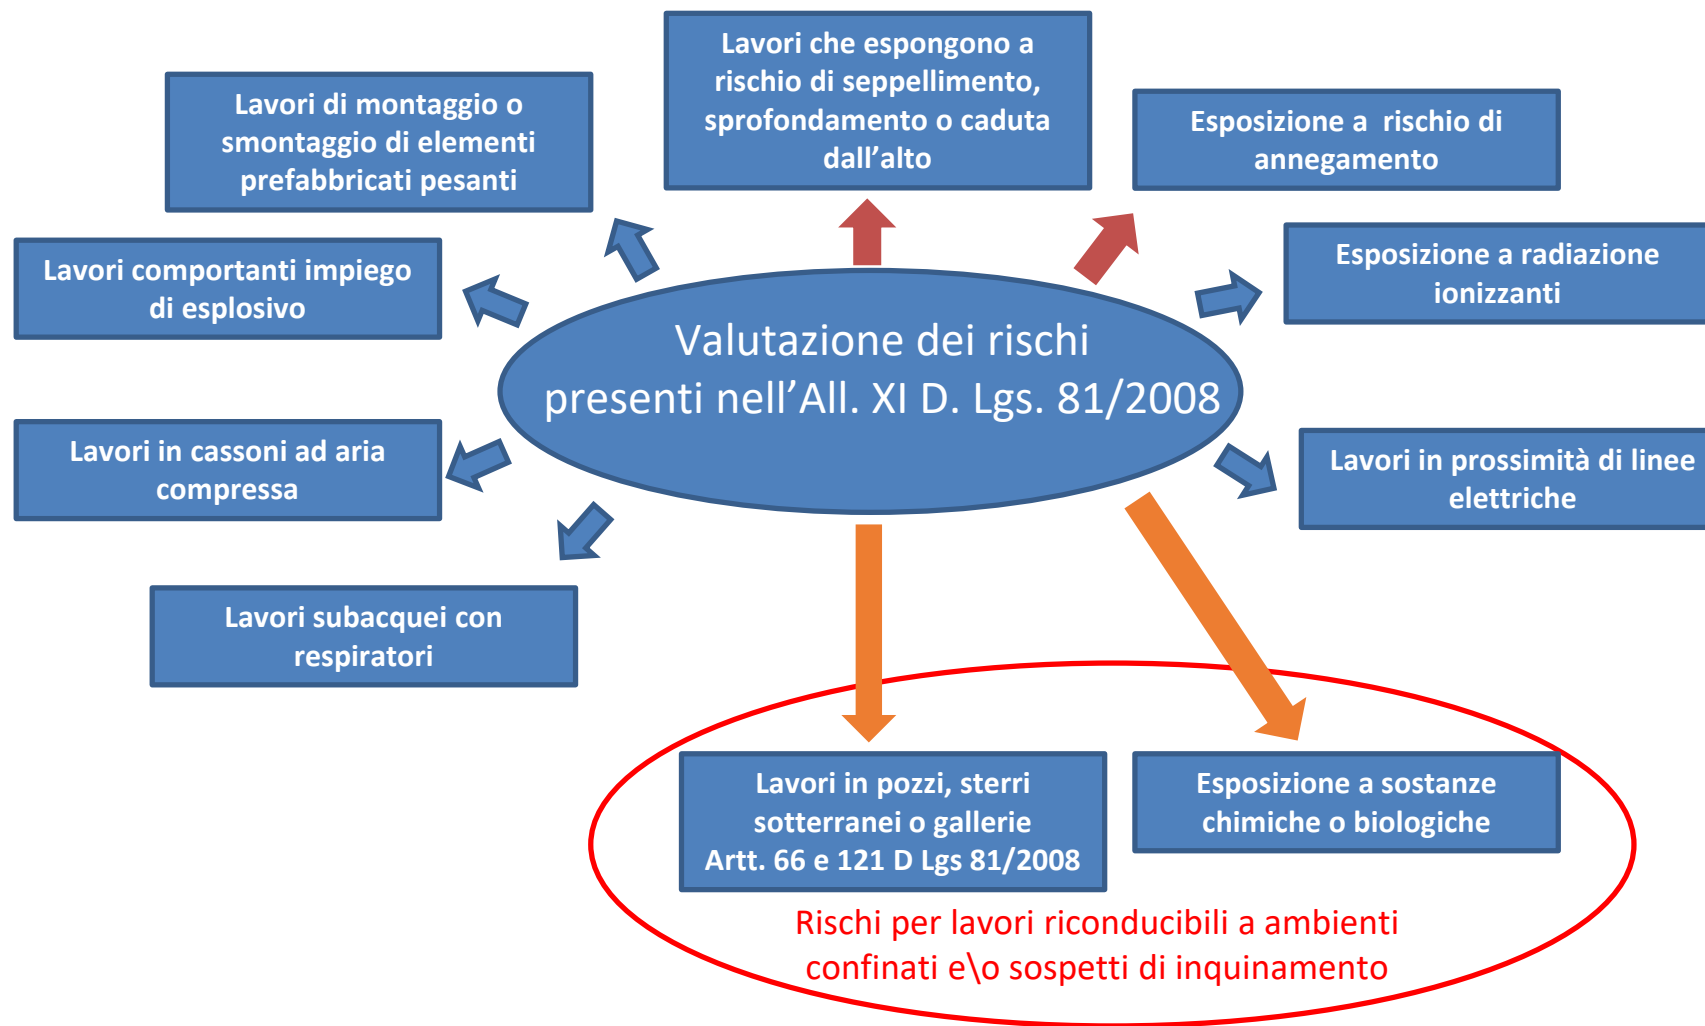 Lavori che espongono a
rischio di seppellimento,
sprofondamento o caduta
dall’alto
Lavori di montaggio o
smontaggio di elementi
prefabbricati pesanti
Esposizione a  rischio di
annegamento
Lavori comportanti impiego
di esplosivo
Esposizione a radiazione
ionizzanti
Valutazione dei rischi
presenti nell’All. XI D. Lgs. 81/2008
Lavori in cassoni ad aria
compressa
Lavori in prossimità di linee
elettriche
Lavori subacquei con
respiratori
Lavori in pozzi, sterri
sotterranei o gallerie
Artt. 66 e 121 D Lgs 81/2008
Esposizione a sostanze
chimiche o biologiche
Rischi per lavori riconducibili a ambienti
confinati e\o sospetti di inquinamento